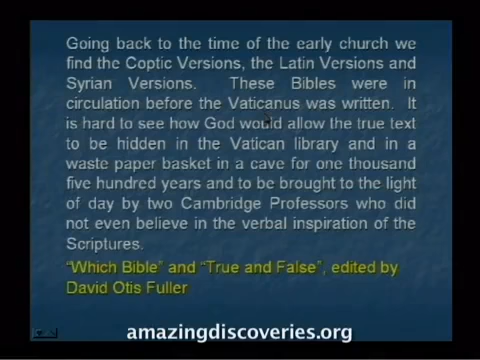 Going back to the time of the early church we
find the Coptic Versions, the Latin Versions and
Syrian Versions. These Bibles were in
circulation before the Vaticanus was written. It
is hard to see how God would allow the true text
to be hidden in the Vatican library and in a
waste paper basket in a cave for one thousand
five hundred years and to be brought to the light
of day by two Cambridge Professors who did
not even believe in the verbal inspiration of the
Scriptures.
“Which Bible” and “True and False”, edited by
David Otis Fuller
amazingdiscoveries.org